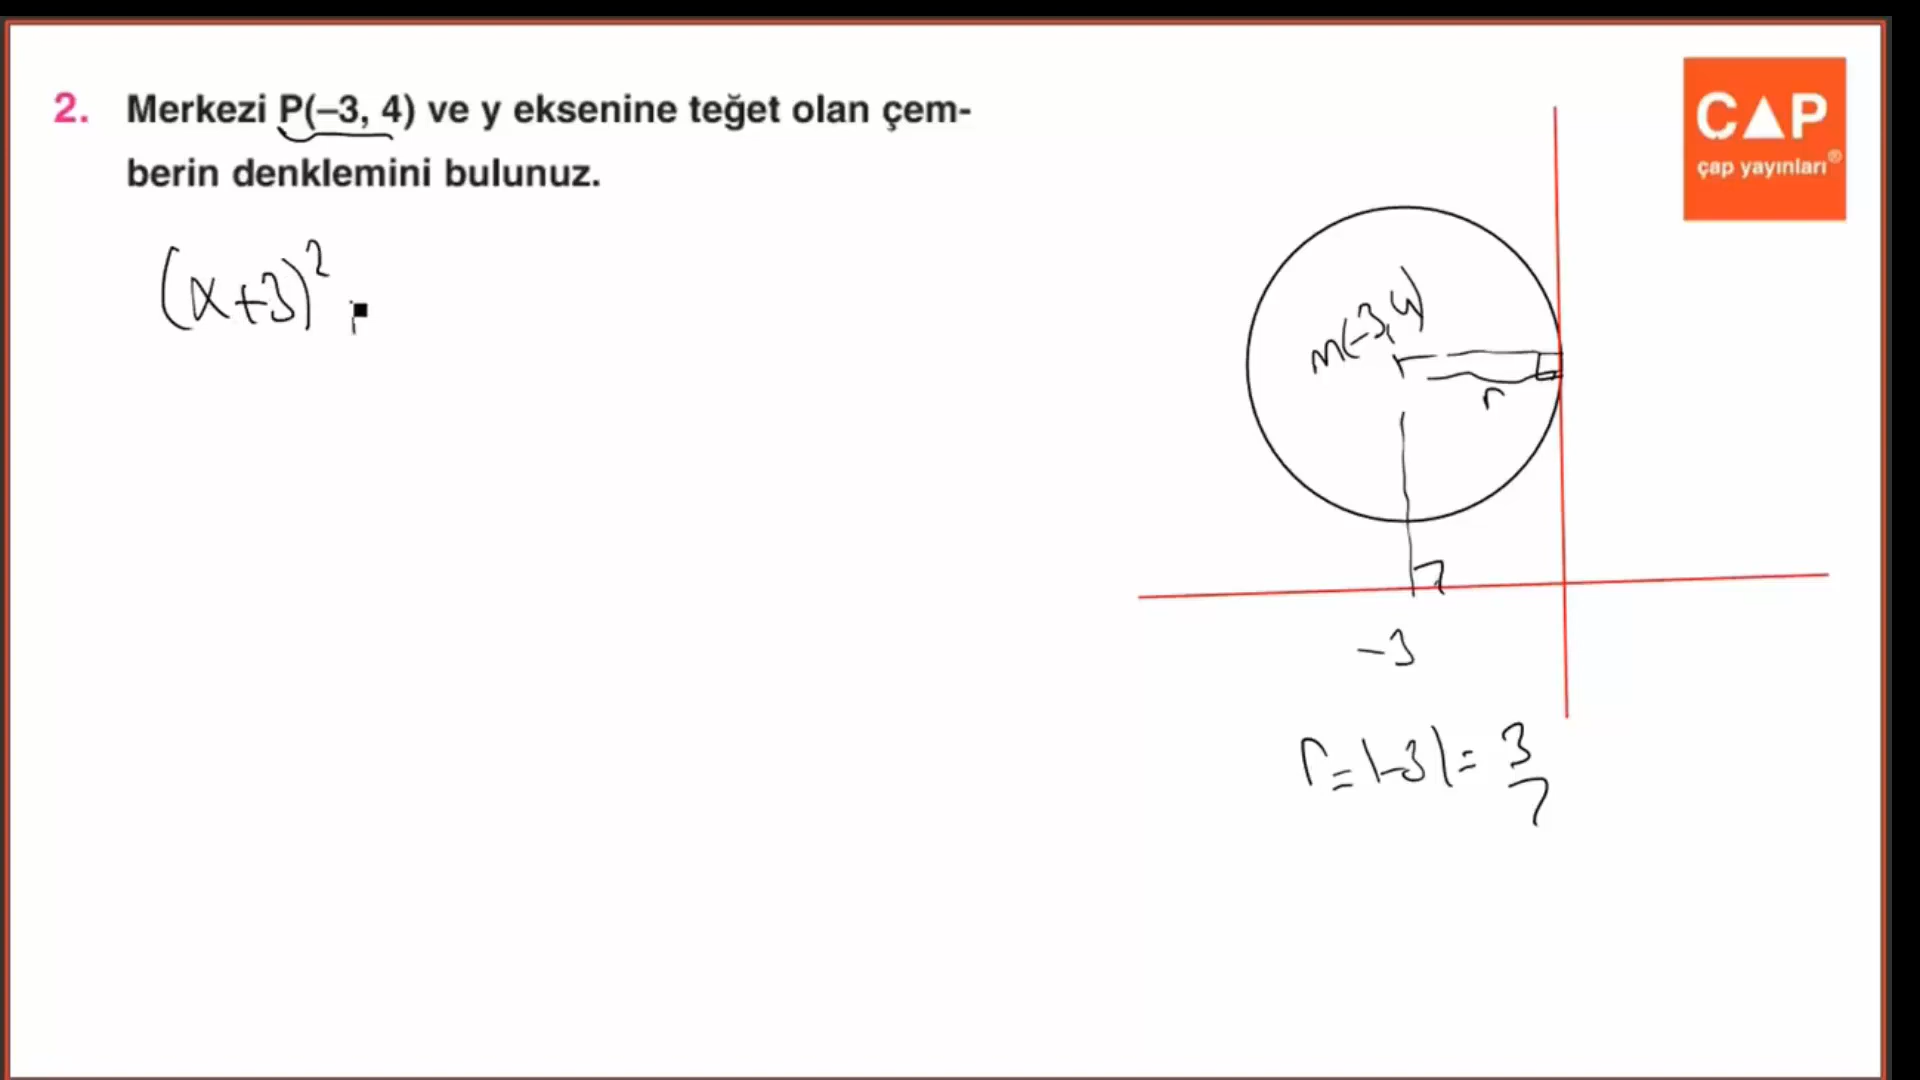 2. Merkezi P(–3, 4) ve y eksenine teğet olan çem-
berin denklemini bulunuz.
(x+3)²
ÇAP
çap yayınları®
m(-3,4)
r
-3
r=|-3|=3